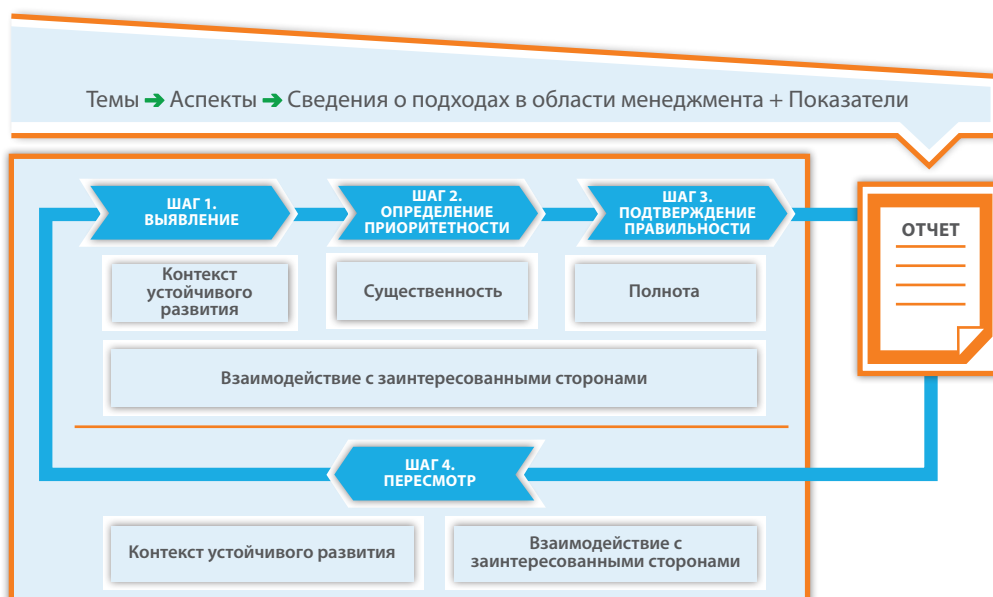 Темы ➔ Аспекты ➔ Сведения о подходах в области менеджмента + Показатели
ШАГ 1.
ВЫЯВЛЕНИЕ
ШАГ 2.
ОПРЕДЕЛЕНИЕ
ПРИОРИТЕТНОСТИ
ШАГ 3.
ПОДТВЕРЖДЕНИЕ
ПРАВИЛЬНОСТИ
ОТЧЕТ
Контекст
устойчивого
развития
Существенность
Полнота
Взаимодействие с заинтересованными сторонами
ШАГ 4.
ПЕРЕСМОТР
Контекст устойчивого развития
Взаимодействие с
заинтересованными сторонами